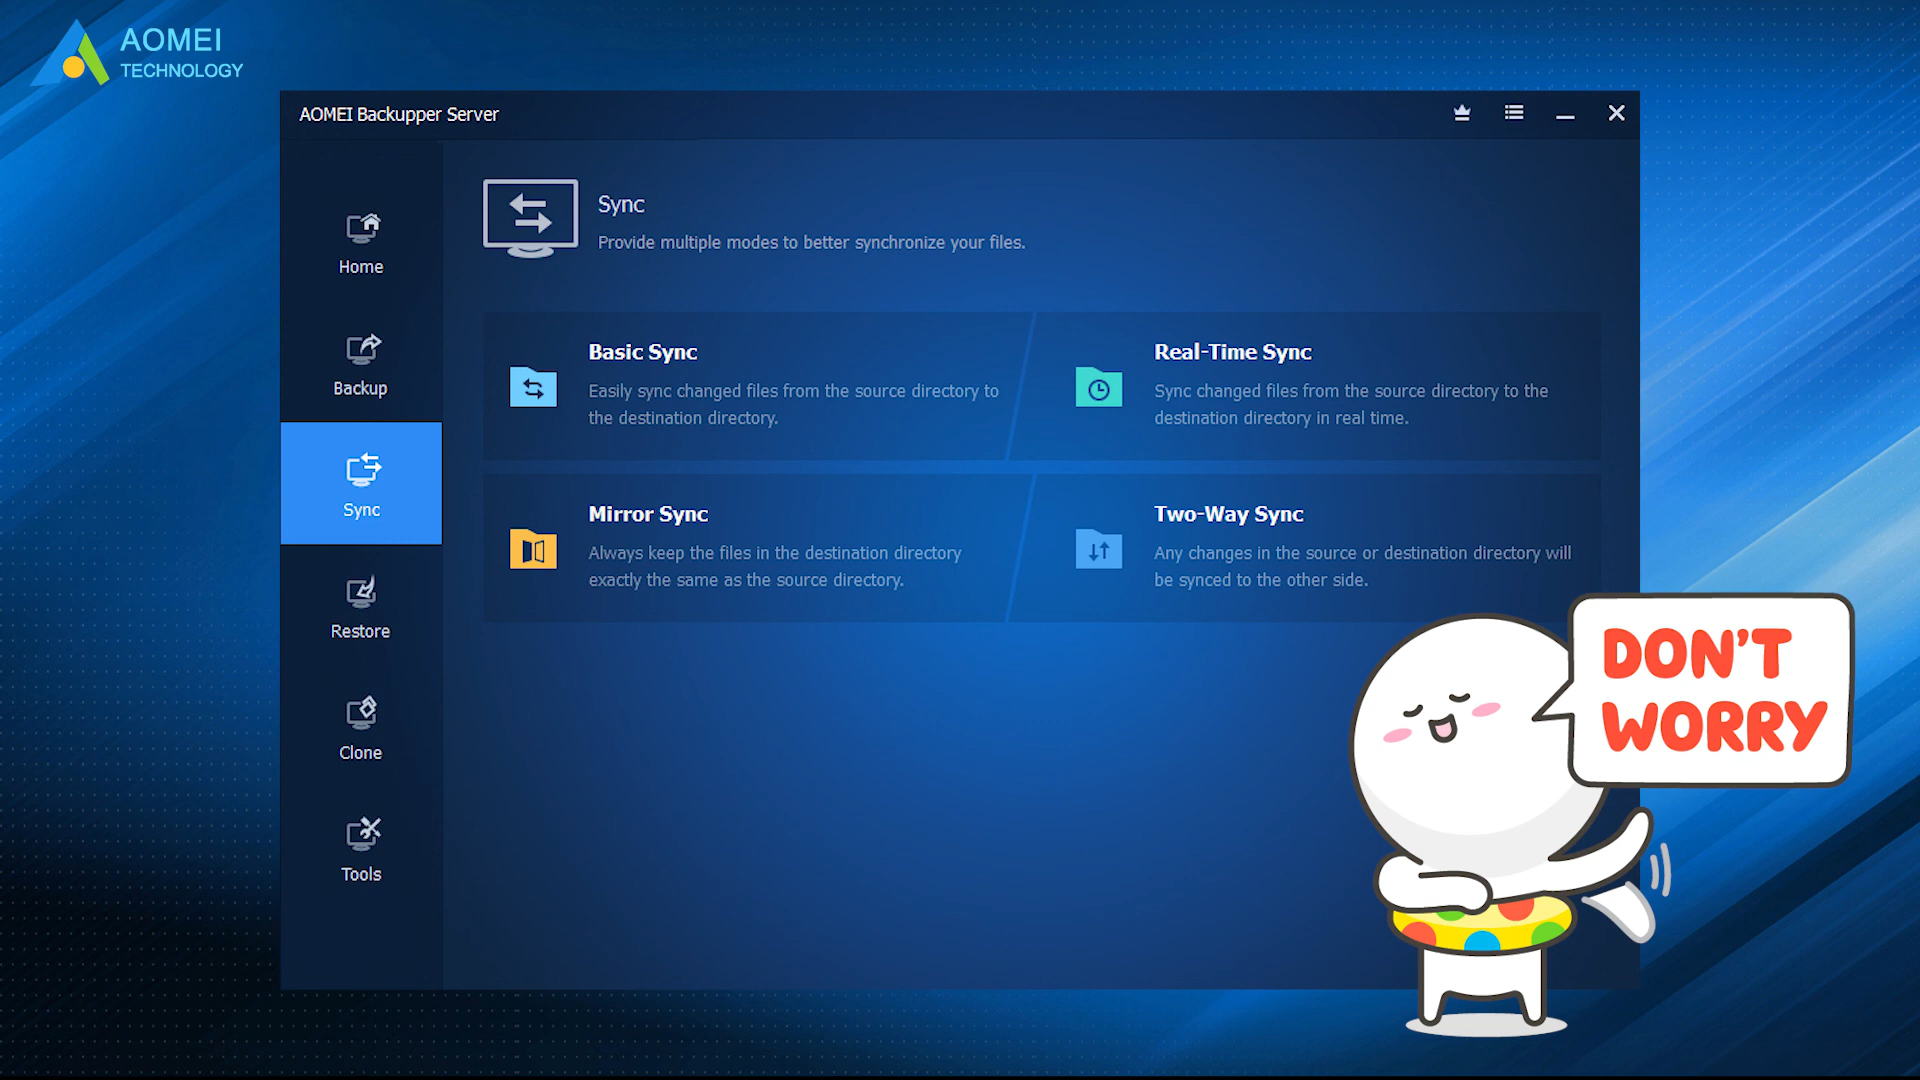 AOMEI
TECHNOLOGY
AOMEI Backupper Server
Home
Backup
Sync
Restore
Clone
Tools
Sync
Provide multiple modes to better synchronize your files.
Basic Sync
Easily sync changed files from the source directory to
the destination directory.
Real-Time Sync
Sync changed files from the source directory to the
destination directory in real time.
Mirror Sync
Always keep the files in the destination directory
exactly the same as the source directory.
Two-Way Sync
Any changes in the source or destination directory will
be synced to the other side.
DON'T
WORRY